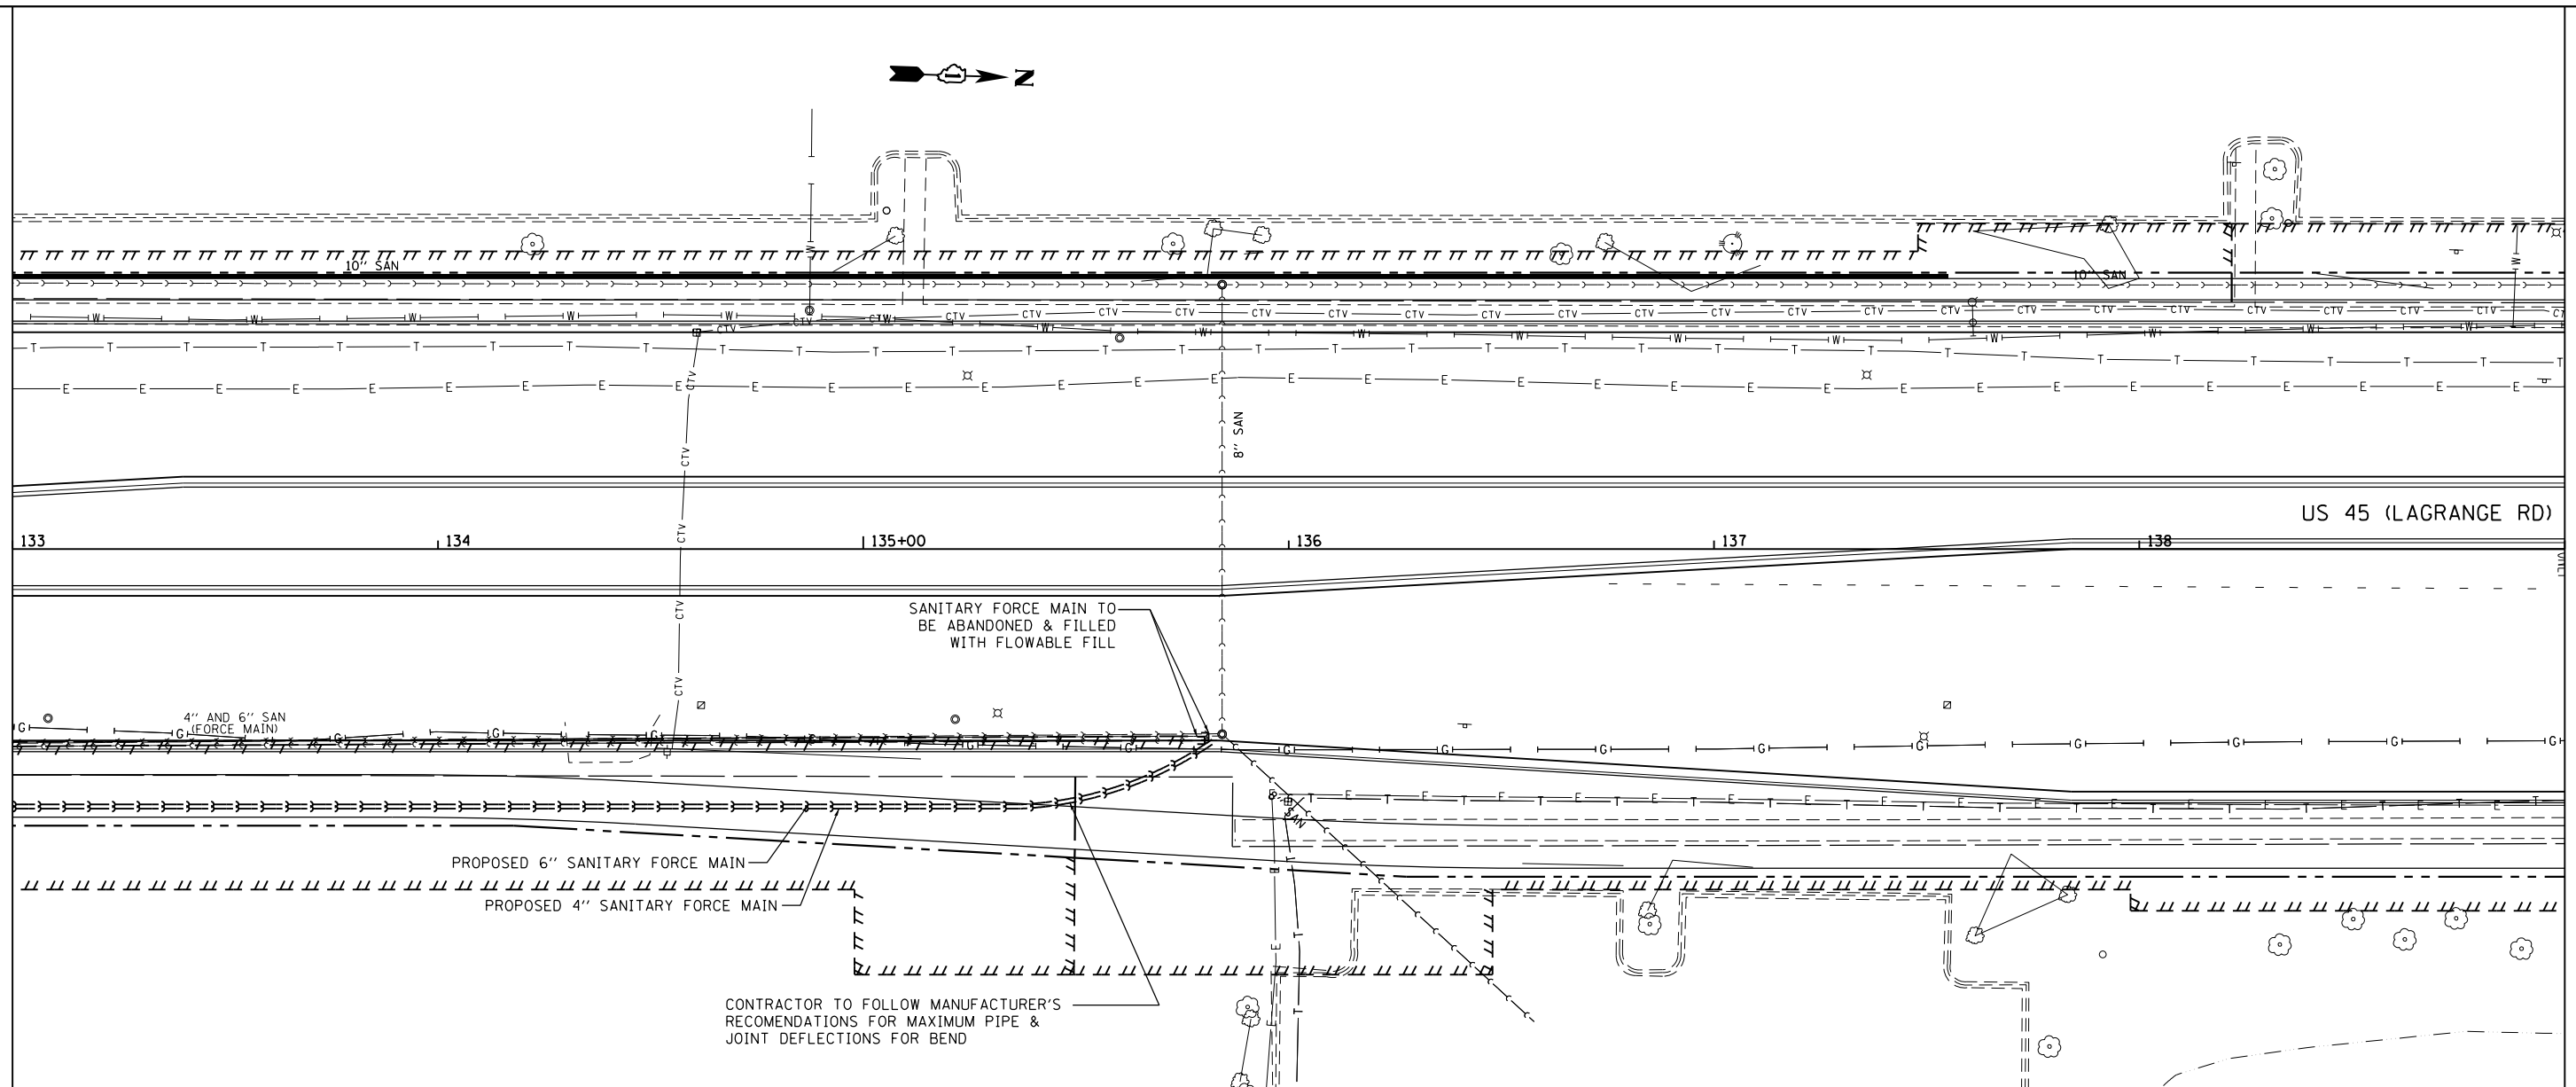 N
10'' SAN
10'' SAN
8'' SAN
US 45 (LAGRANGE RD)
133
134
135+00
136
137
138
SANITARY FORCE MAIN TO
BE ABANDONED & FILLED
WITH FLOWABLE FILL
4'' AND 6'' SAN
(FORCE MAIN)
SAN
PROPOSED 6'' SANITARY FORCE MAIN
PROPOSED 4'' SANITARY FORCE MAIN
CONTRACTOR TO FOLLOW MANUFACTURER'S
RECOMENDATIONS FOR MAXIMUM PIPE &
JOINT DEFLECTIONS FOR BEND